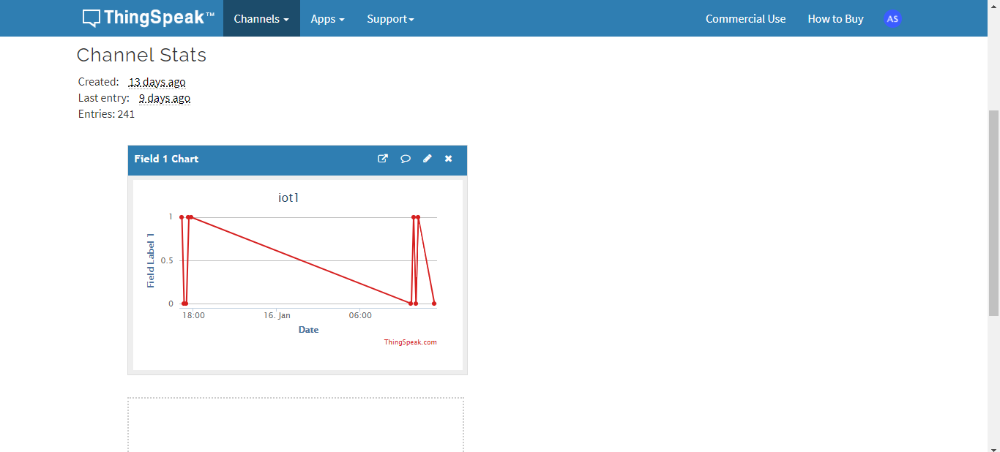 ThingSpeak™ Channels Apps Support Commercial Use How to Buy AS
Channel Stats
Created: 13 days ago
Last entry: 9 days ago
Entries: 241
Field 1 Chart
iot1
1
0.5
0
Field Label 1
18:00 16. Jan 06:00
Date
ThingSpeak.com